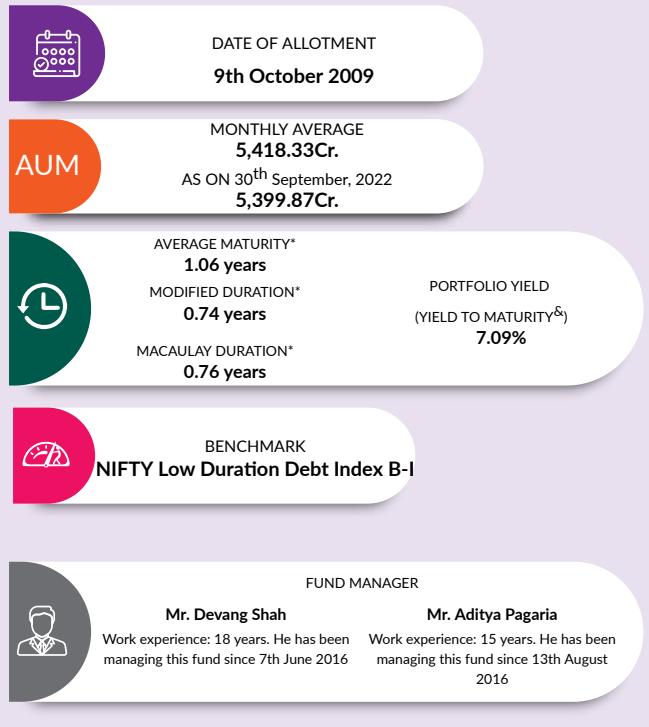 DATE OF ALLOTMENT
9th October 2009
AUM
MONTHLY AVERAGE
5,418.33Cr.
AS ON 30th September, 2022
5,399.87Cr.
AVERAGE MATURITY*
1.06 years
MODIFIED DURATION*
0.74 years
MACAULAY DURATION*
0.76 years
PORTFOLIO YIELD
(YIELD TO MATURITY&)
7.09%
BENCHMARK
NIFTY Low Duration Debt Index B-I
FUND MANAGER
Mr. Devang Shah
Work experience: 18 years. He has been
managing this fund since 7th June 2016
Mr. Aditya Pagaria
Work experience: 15 years. He has been
managing this fund since 13th August
2016